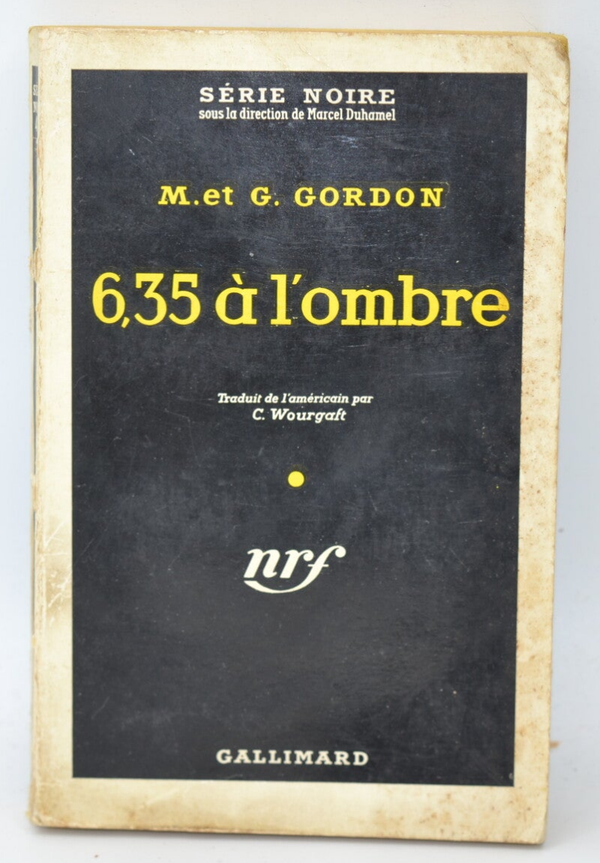 SÉRIE NOIRE
sous la direction de Marcel Duhamel
M. et G. GORDON
6,35 à l'ombre
Traduit de l'américain par
C. Wourgaft
nrf
GALLIMARD